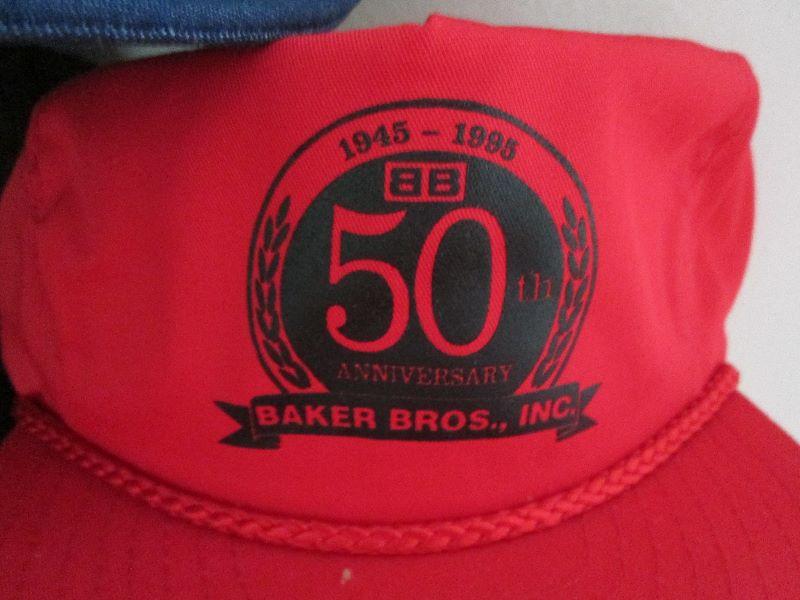 1945 - 1995
BB
50th
ANNIVERSARY
BAKER BROS., INC.